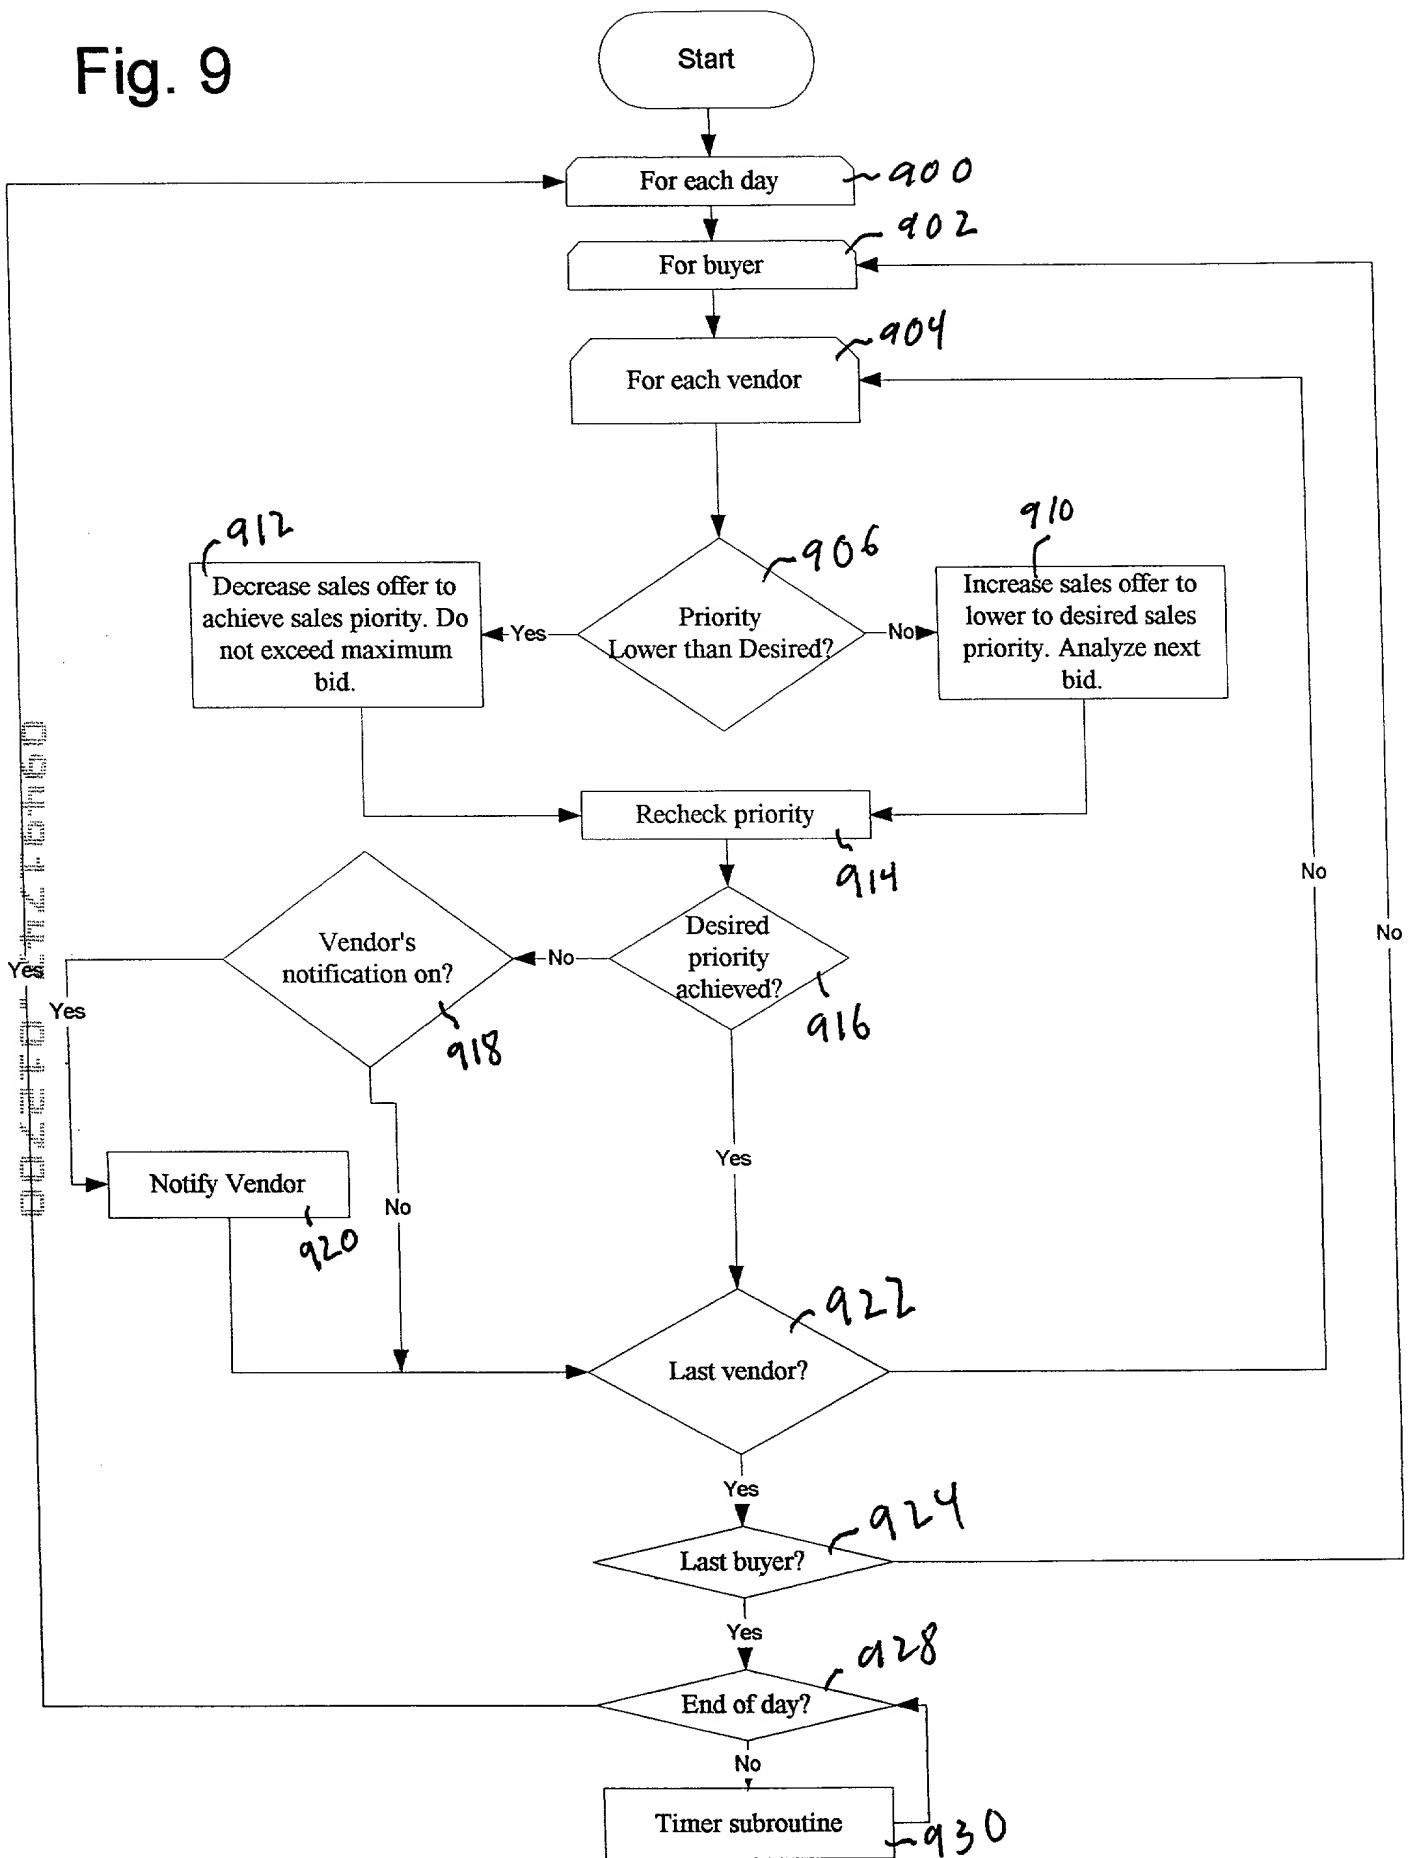 Fig. 9
Start
For each day
900
For buyer
902
For each vendor
904
912
Decrease sales offer to
achieve sales piority. Do
not exceed maximum
bid.
Yes
906
Priority
Lower than Desired?
No
910
Increase sales offer to
lower to desired sales
priority. Analyze next
bid.
Recheck priority
914
No
No
Vendor's
notification on?
918
No
Desired
priority
achieved?
916
Yes
Yes
Yes
Notify Vendor
920
No
922
Last vendor?
Yes
924
Last buyer?
Yes
928
End of day?
No
Timer subroutine
930